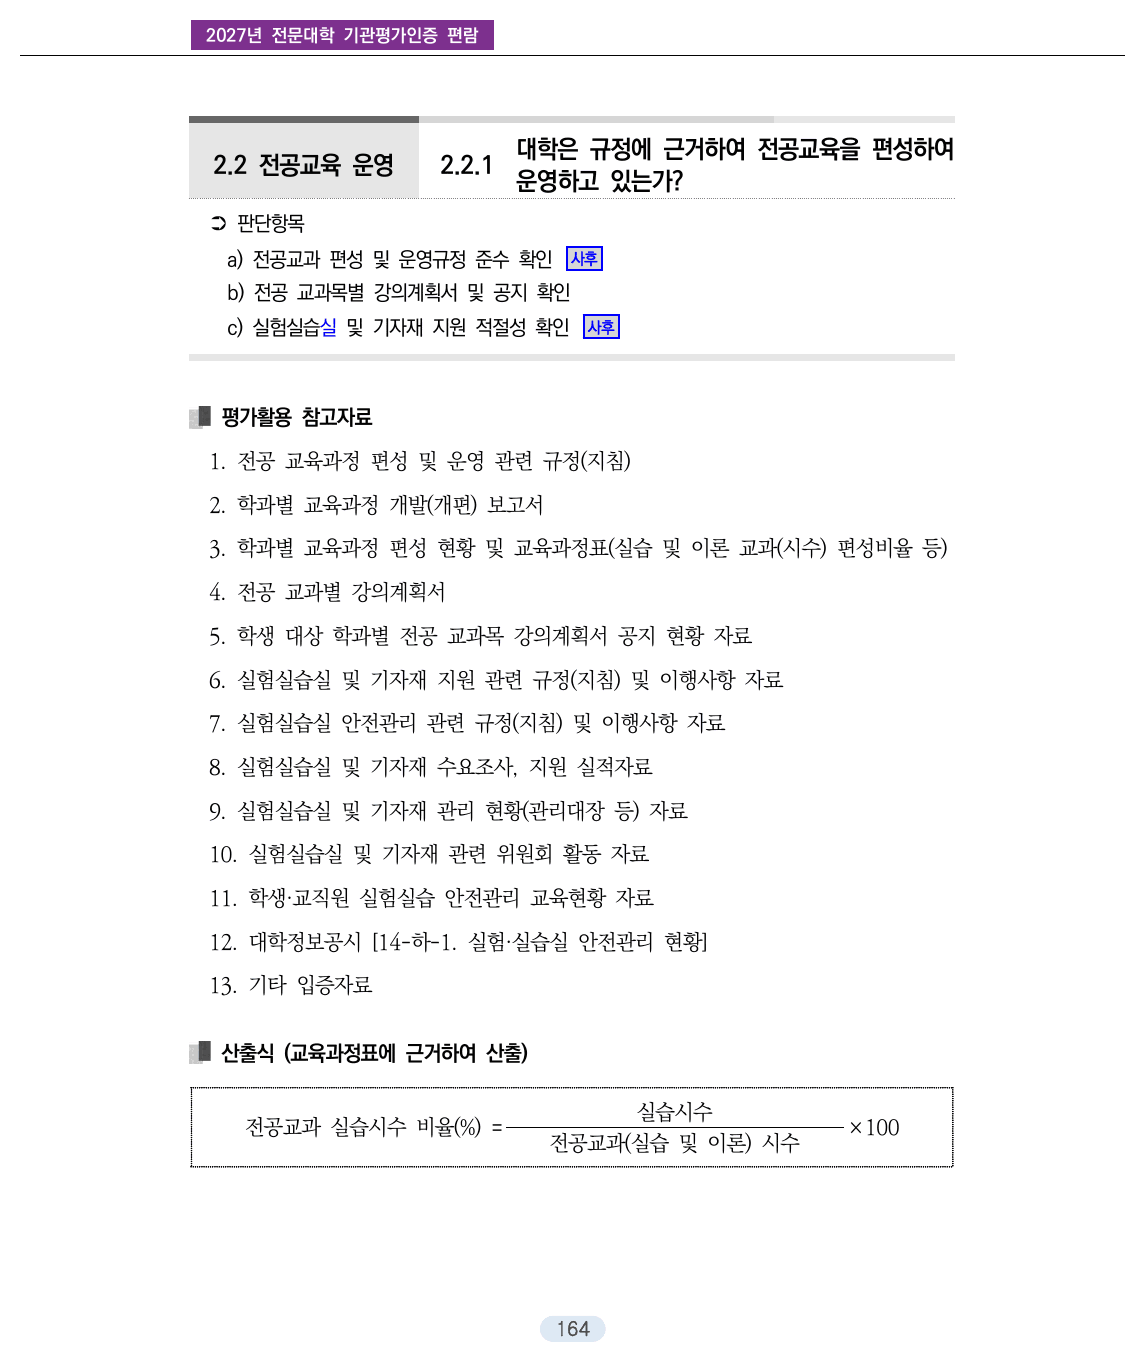 2027년 전문대학 기관평가인증 편람
2.2 전공교육 운영
2.2.1
대학은 규정에 근거하여 전공교육을 편성하여
운영하고 있는가?
➲ 판단항목
a) 전공교과 편성 및 운영규정 준수 확인 사후
b) 전공 교과목별 강의계획서 및 공지 확인
c) 실험실습실 및 기자재 지원 적절성 확인 사후
평가활용 참고자료
1. 전공 교육과정 편성 및 운영 관련 규정(지침)
2. 학과별 교육과정 개발(개편) 보고서
3. 학과별 교육과정 편성 현황 및 교육과정표(실습 및 이론 교과(시수) 편성비율 등)
4. 전공 교과별 강의계획서
5. 학생 대상 학과별 전공 교과목 강의계획서 공지 현황 자료
6. 실험실습실 및 기자재 지원 관련 규정(지침) 및 이행사항 자료
7. 실험실습실 안전관리 관련 규정(지침) 및 이행사항 자료
8. 실험실습실 및 기자재 수요조사, 지원 실적자료
9. 실험실습실 및 기자재 관리 현황(관리대장 등) 자료
10. 실험실습실 및 기자재 관련 위원회 활동 자료
11. 학생·교직원 실험실습 안전관리 교육현황 자료
12. 대학정보공시 [14-하-1. 실험·실습실 안전관리 현황]
13. 기타 입증자료
산출식 (교육과정표에 근거하여 산출)
실습시수
전공교과 실습시수 비율(%) = ×100
전공교과(실습 및 이론) 시수
164